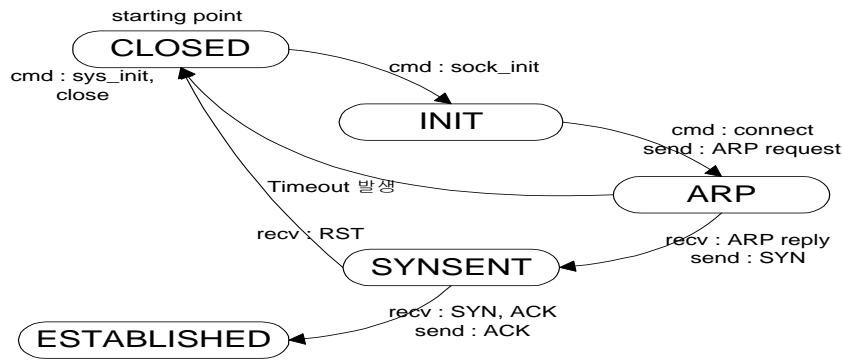 starting point
CLOSED
cmd : sys_init,
close
cmd : sock_init
INIT
cmd : connect
send : ARP request
ARP
Timeout 발생
recv : ARP reply
send : SYN
recv : RST
SYNSENT
recv : SYN, ACK
send : ACK
ESTABLISHED